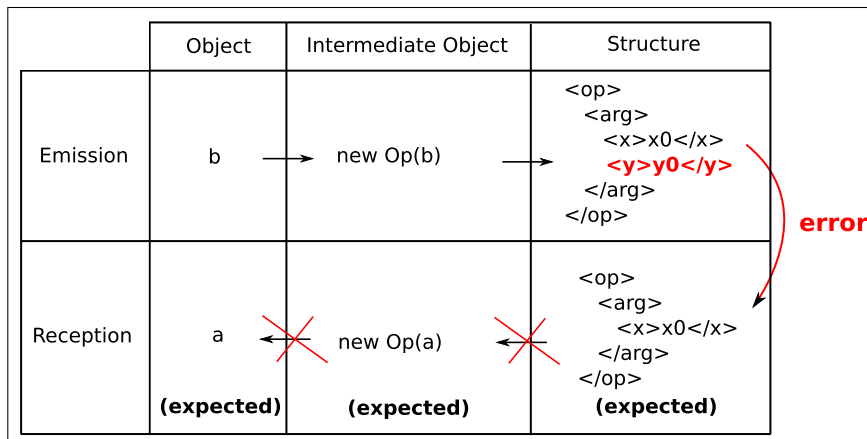 Object
Intermediate Object
Structure
Emission
b
new Op(b)
<op>
<arg>
<x>x0</x>
<y>y0</y>
</arg>
</op>
error
Reception
a
new Op(a)
<op>
<arg>
<x>x0</x>
</arg>
</op>
(expected)
(expected)
(expected)